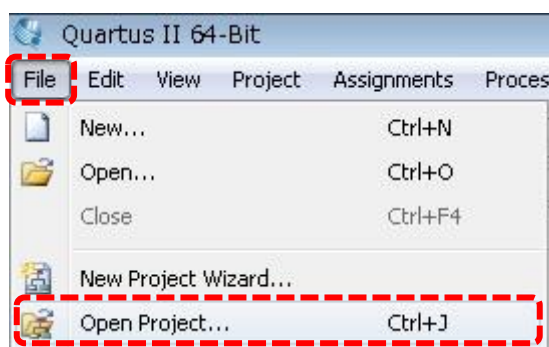 Quartus II 64-Bit
File Edit View Project Assignments Proces
New... Ctrl+N
Open... Ctrl+O
Close Ctrl+F4
New Project Wizard...
Open Project... Ctrl+J